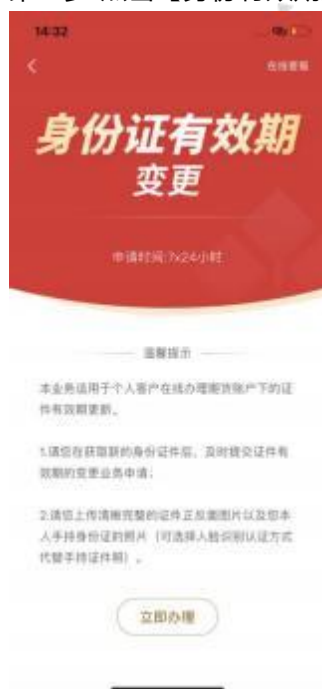 14:32
在线客服
身份证有效期
变更
申请时间:7x24小时
温馨提示
本业务适用于个人客户在线办理期货账户下的证
件有效期更新。
1.请您在获取新的身份证件后，及时提交证件有
效期的变更业务申请；
2.请您上传清晰完整的证件正反面图片以及您本
人手持身份证的照片（可选择人脸识别认证方式
代替手持证件照）。
立即办理